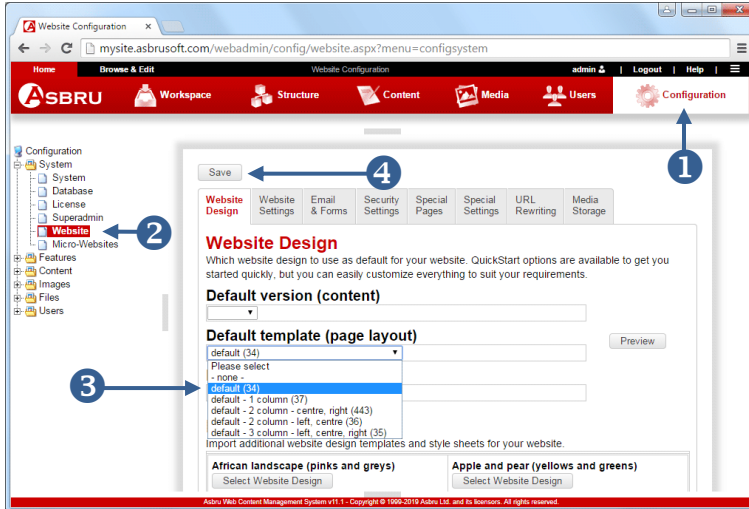 Website Configuration
mysite.asbrusoft.com/webadmin/config/website.aspx?menu=configsystem
Home Browse & Edit Website Configuration admin | Logout | Help |
ASBRU Workspace Structure Content Media Users Configuration
1
Configuration
System
System
Database
License
Superadmin
Website
Micro-Websites
Features
Content
Images
Files
Users
2
Save
4
Website Design
Website Settings
Email & Forms
Security Settings
Special Pages
Special Settings
URL Rewriting
Media Storage
Website Design
Which website design to use as default for your website. QuickStart options are available to get you
started quickly, but you can easily customize everything to suit your requirements.
Default version (content)
Default template (page layout)
default (34)
Preview
Please select
- none -
3
default (34)
default - 1 column (37)
default - 2 column - centre, right (443)
default - 2 column - left, centre (36)
default - 3 column - left, centre, right (35)
Import additional website design templates and style sheets for your website.
African landscape (pinks and greys)
Select Website Design
Apple and pear (yellows and greens)
Select Website Design
Asbru Web Content Management System v11.1 - Copyright © 1999-2019 Asbru Ltd. and its licensors. All rights reserved.